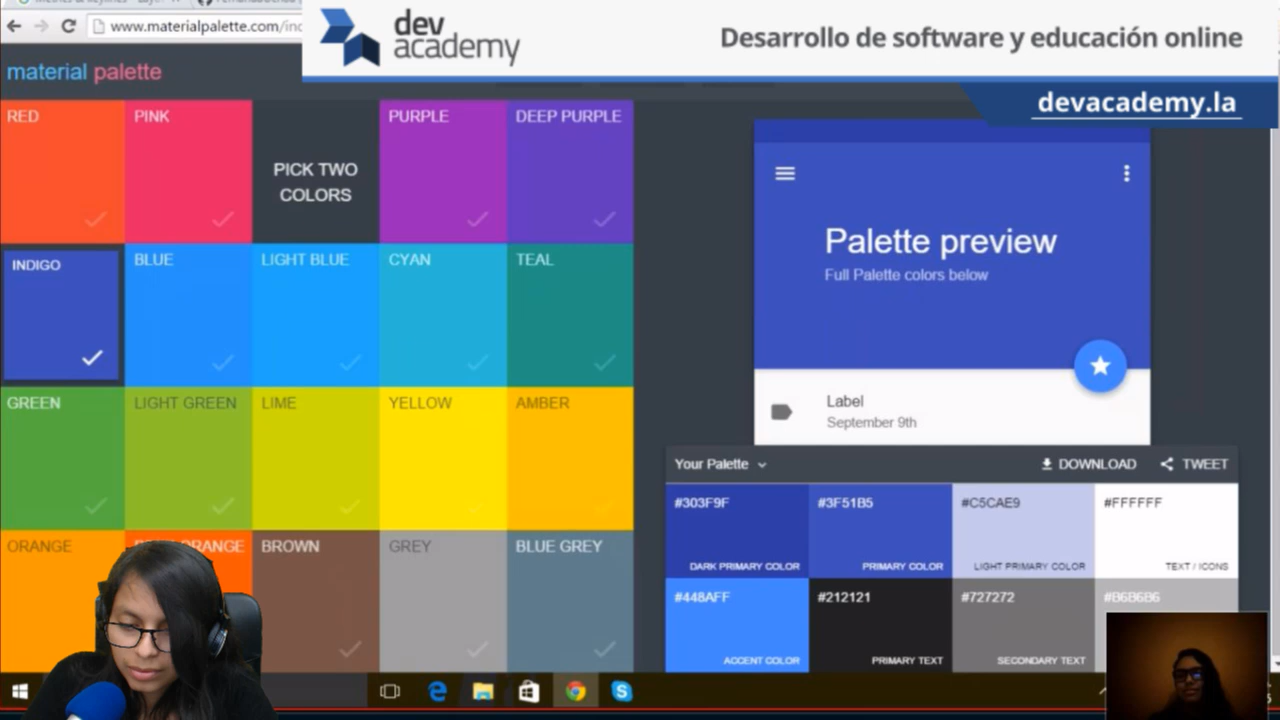 www.materialpalette.com/in
dev
academy
Desarrollo de software y educación online
devacademy.la
material palette
RED
PINK
PICK TWO
COLORS
PURPLE
DEEP PURPLE
INDIGO
BLUE
LIGHT BLUE
CYAN
TEAL
GREEN
LIGHT GREEN
LIME
YELLOW
AMBER
ORANGE
ORANGE
BROWN
GREY
BLUE GREY
Palette preview
Full Palette colors below
Label
September 9th
Your Palette
DOWNLOAD
TWEET
#303F9F
DARK PRIMARY COLOR
#3F51B5
PRIMARY COLOR
#C5CAE9
LIGHT PRIMARY COLOR
#FFFFFF
TEXT / ICONS
#448AFF
ACCENT COLOR
#212121
PRIMARY TEXT
#727272
SECONDARY TEXT
#B6B6B6